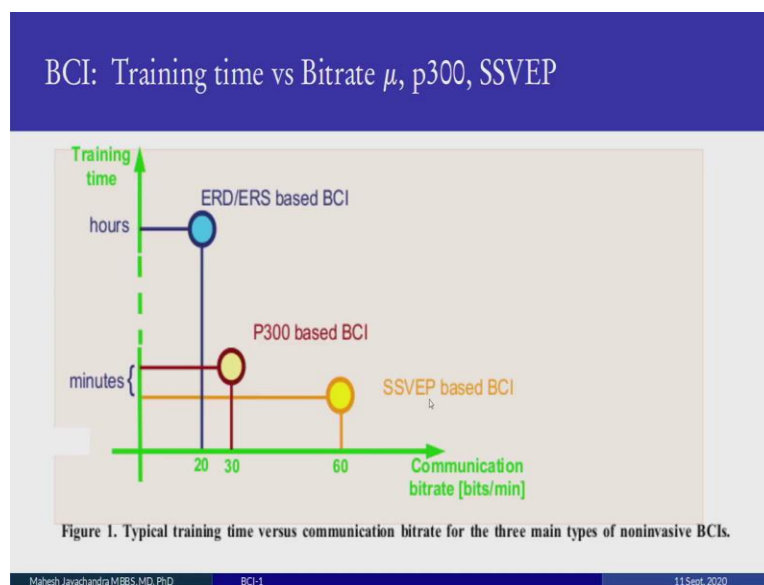 BCI: Training time vs Bitrate μ, p300, SSVEP
Training
time
ERD/ERS based BCI
hours
P300 based BCI
minutes{
SSVEP based BCI
20 30 60
Communication
bitrate [bits/min]
Figure 1. Typical training time versus communication bitrate for the three main types of noninvasive BCIs.
Mahesh Jayachandra MBBS, MD, PhD BCI-1 11 Sept, 2020